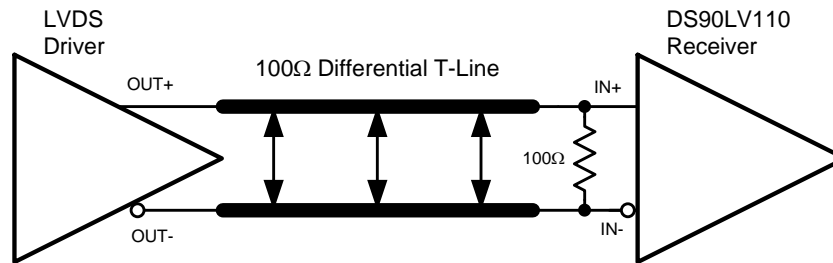 LVDS
Driver
DS90LV110
Receiver
100Ω Differential T-Line
OUT+
IN+
100Ω
OUT-
IN-